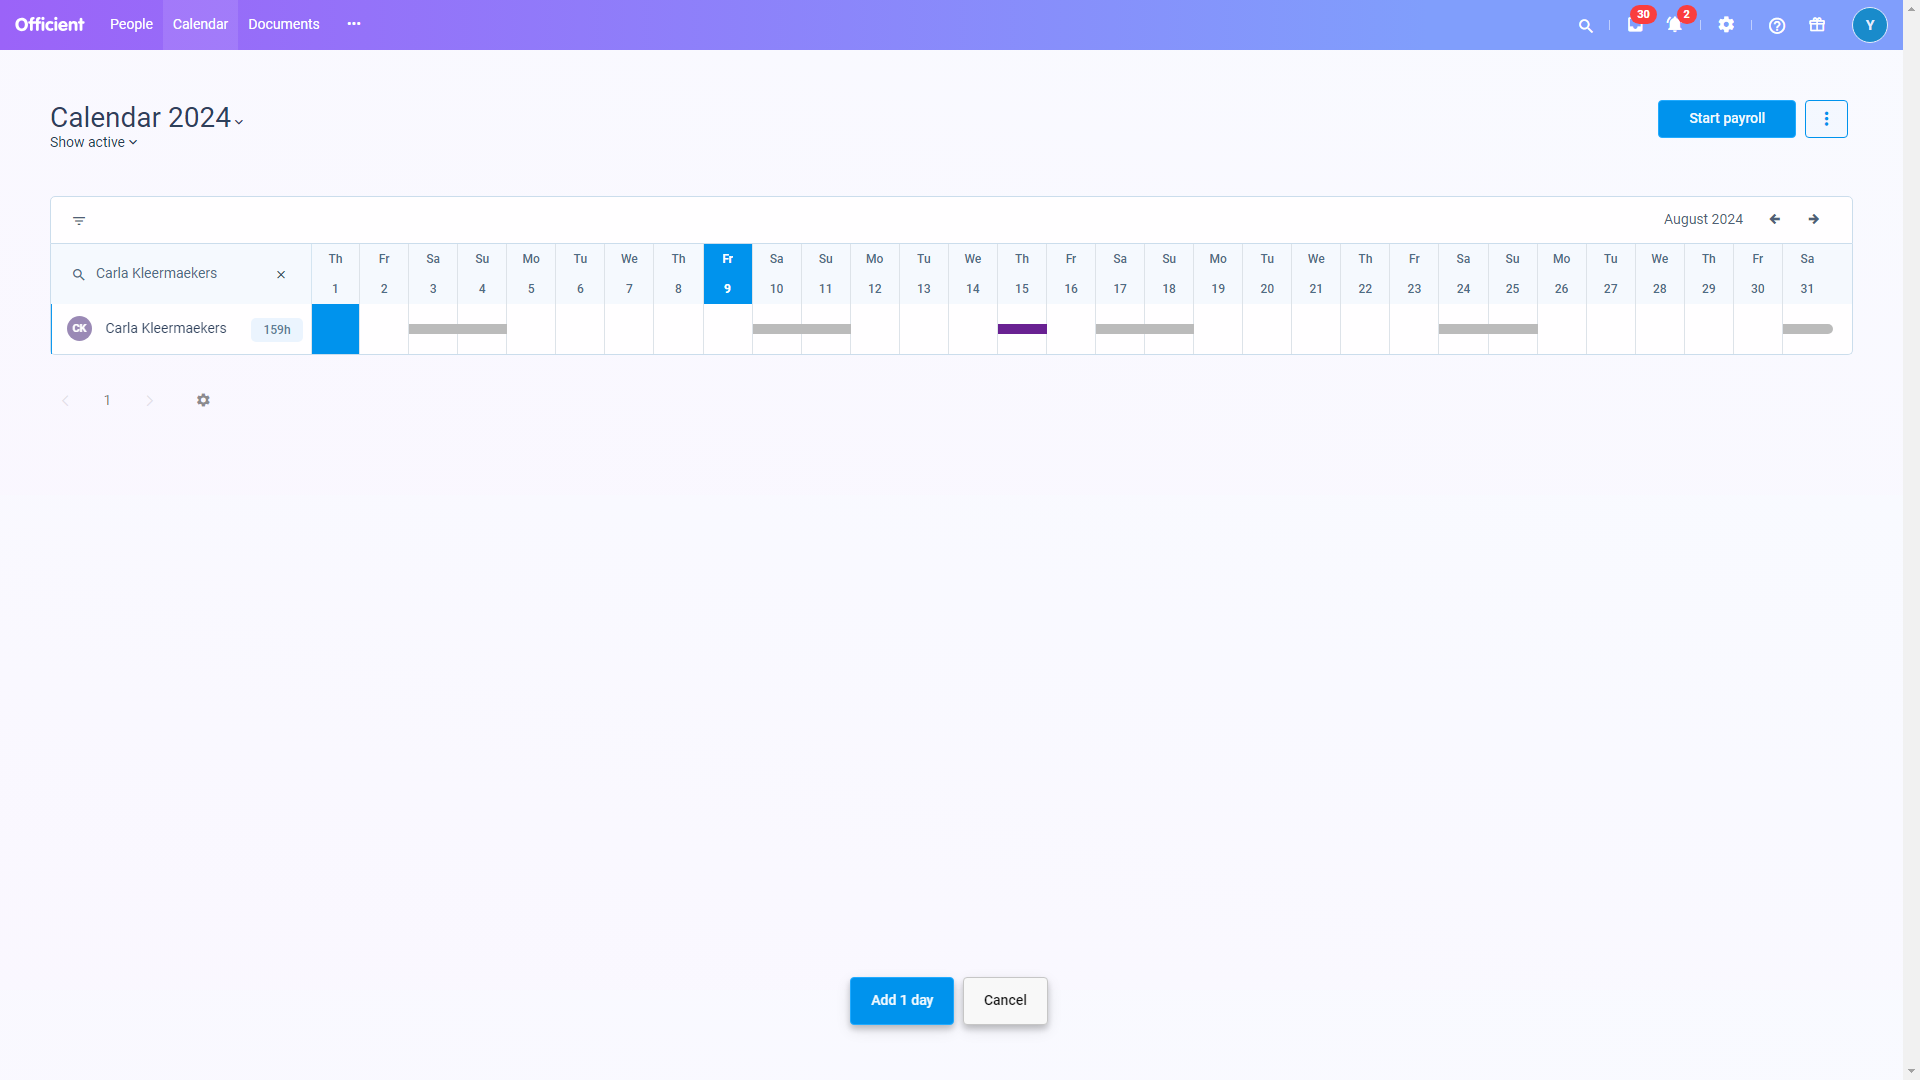 Officient People Calendar Documents 30 2 Y
Calendar 2024
Show active
Start payroll
August 2024
Carla Kleermaekers
Th Fr Sa Su Mo Tu We Th Fr Sa Su Mo Tu We Th Fr Sa Su Mo Tu We Th Fr Sa Su Mo Tu We Th Fr Sa
1 2 3 4 5 6 7 8 9 10 11 12 13 14 15 16 17 18 19 20 21 22 23 24 25 26 27 28 29 30 31
CK Carla Kleermaekers 159h
1
Add 1 day Cancel